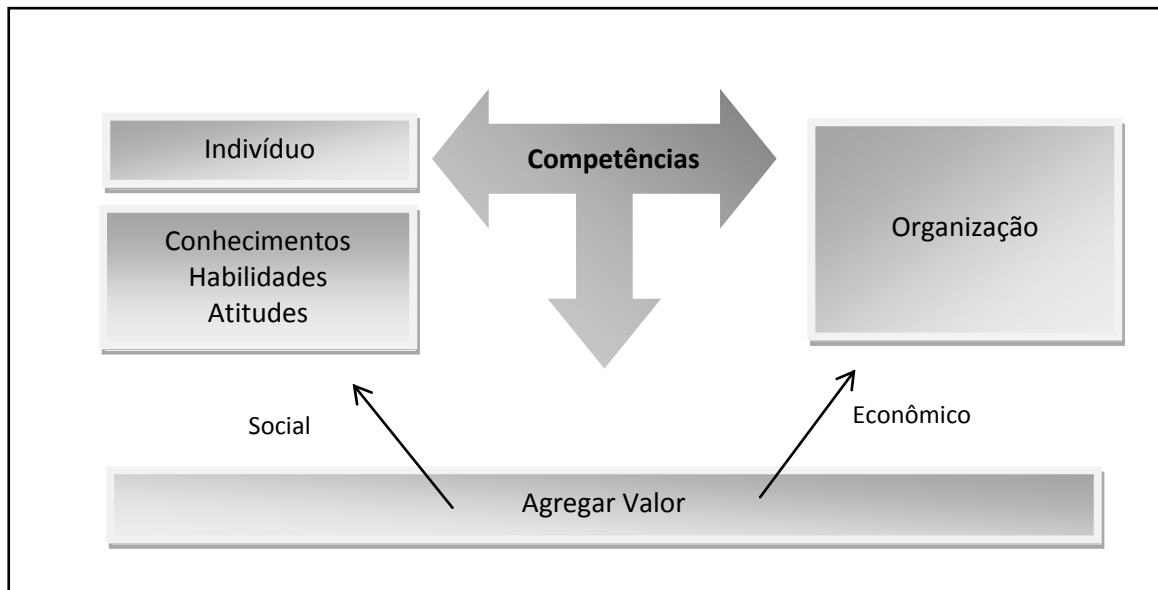 Indivíduo
Conhecimentos
Habilidades
Atitudes
Competências
Organização
Social
Econômico
Agregar Valor